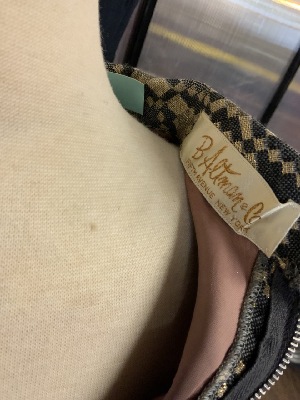 B. Altman & Co
FIFTH AVENUE NEW YORK